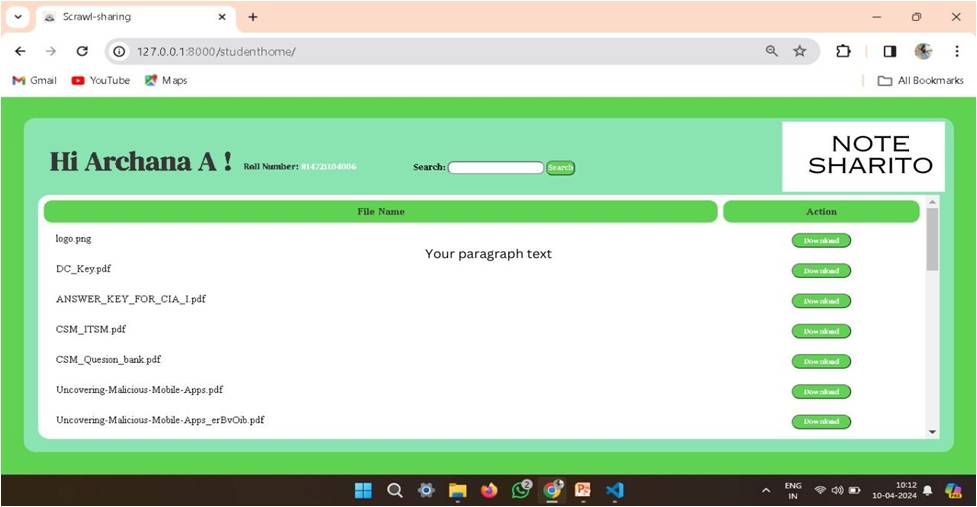 Scrawl-sharing
127.0.0.1:8000/studenthome/
Gmail YouTube Maps All Bookmarks
Hi Archana A ! Roll Number: 814721104006 Search: Search
NOTE
SHARITO
File Name Action
logo.png Download
Your paragraph text
DC_Key.pdf Download
ANSWER_KEY_FOR_CIA_I.pdf Download
CSM_ITSM.pdf Download
CSM_Quesion_bank.pdf Download
Uncovering-Malicious-Mobile-Apps.pdf Download
Uncovering-Malicious-Mobile-Apps_erBvOib.pdf Download
2
ENG
IN
10:12
10-04-2024